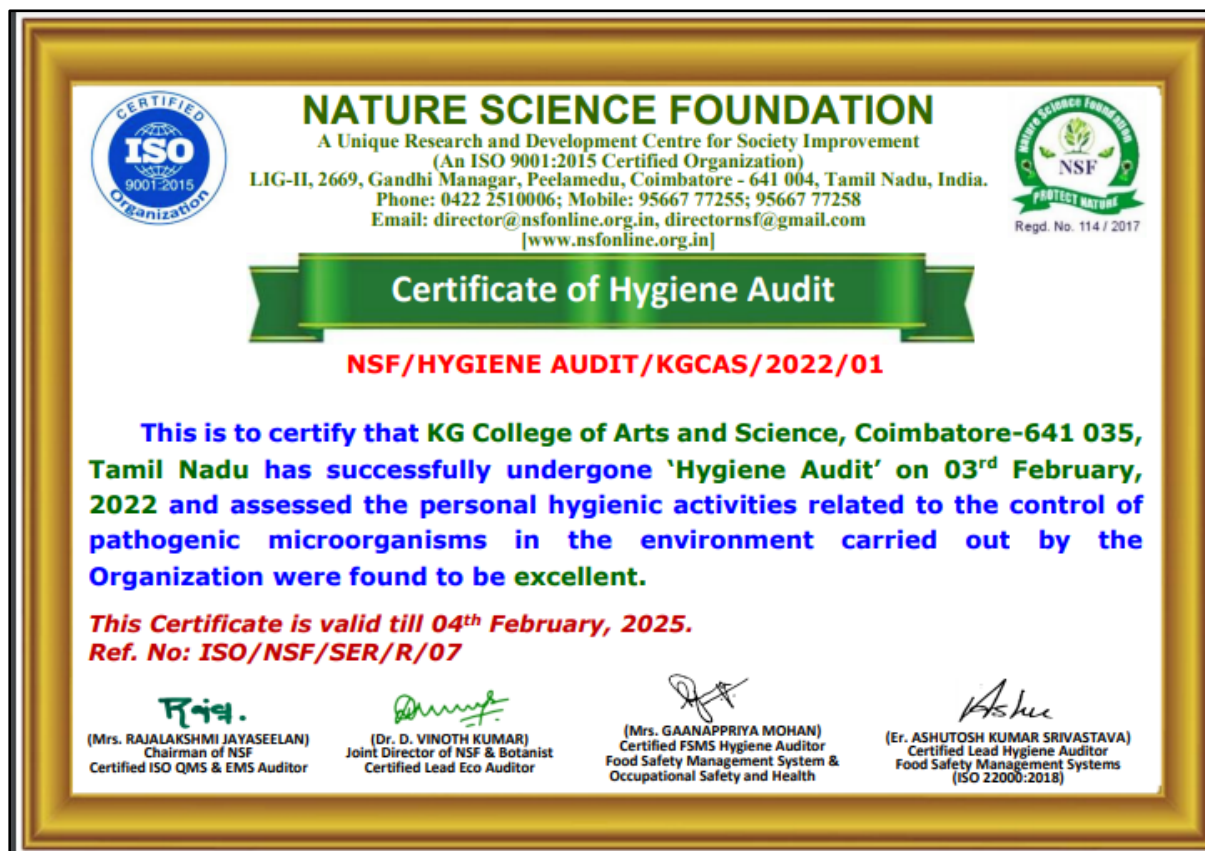 CERTIFIED
ISO
9001:2015
Organization
NATURE SCIENCE FOUNDATION
A Unique Research and Development Centre for Society Improvement
(An ISO 9001:2015 Certified Organization)
LIG-II, 2669, Gandhi Managar, Peelamedu, Coimbatore - 641 004, Tamil Nadu, India.
Phone: 0422 2510006; Mobile: 95667 77255; 95667 77258
Email: director@nsfonline.org.in, directornsf@gmail.com
[www.nsfonline.org.in]
Nature Science Foundation
NSF
PROTECT NATURE
Regd. No. 114 / 2017
Certificate of Hygiene Audit
NSF/HYGIENE AUDIT/KGCAS/2022/01
This is to certify that KG College of Arts and Science, Coimbatore-641 035,
Tamil Nadu has successfully undergone ‘Hygiene Audit’ on 03rd February,
2022 and assessed the personal hygienic activities related to the control of
pathogenic microorganisms in the environment carried out by the
Organization were found to be excellent.
This Certificate is valid till 04th February, 2025.
Ref. No: ISO/NSF/SER/R/07
(Mrs. RAJALAKSHMI JAYASEELAN)
Chairman of NSF
Certified ISO QMS & EMS Auditor
(Dr. D. VINOTH KUMAR)
Joint Director of NSF & Botanist
Certified Lead Eco Auditor
(Mrs. GAANAPPRIYA MOHAN)
Certified FSMS Hygiene Auditor
Food Safety Management System &
Occupational Safety and Health
Ashu
(Er. ASHUTOSH KUMAR SRIVASTAVA)
Certified Lead Hygiene Auditor
Food Safety Management Systems
(ISO 22000:2018)